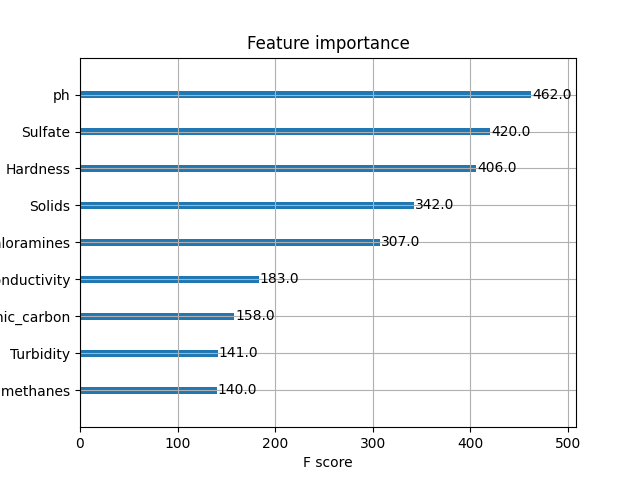 Feature importance
ph 462.0
Sulfate 420.0
Hardness 406.0
Solids 342.0
loramines 307.0
nductivity 183.0
nic_carbon 158.0
Turbidity 141.0
methanes 140.0
0 100 200 300 400 500
F score